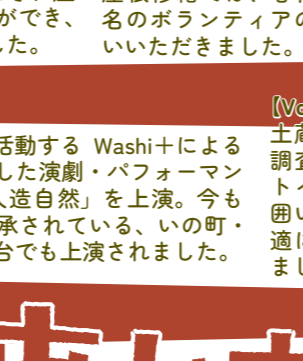 ができ、
した。
名のボランティアの
いいただきました。
活動する Washi＋による
した演劇・パフォーマン
人造自然」を上演。今も
承されている、いの町・
台でも上演されました。
[Vo
土蔵
調査
ト・
囲い
適に
まし